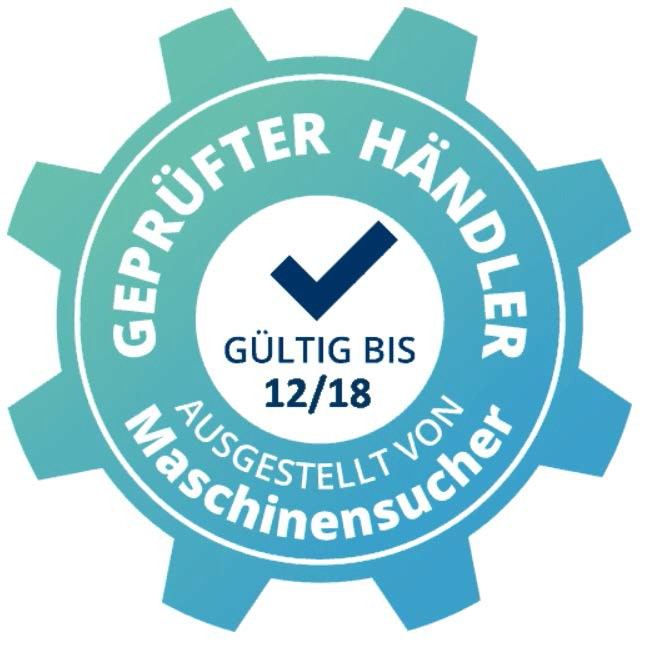 GEPRÜFTER HÄNDLER
GÜLTIG BIS
12/18
AUSGESTELLT VON
Maschinensucher